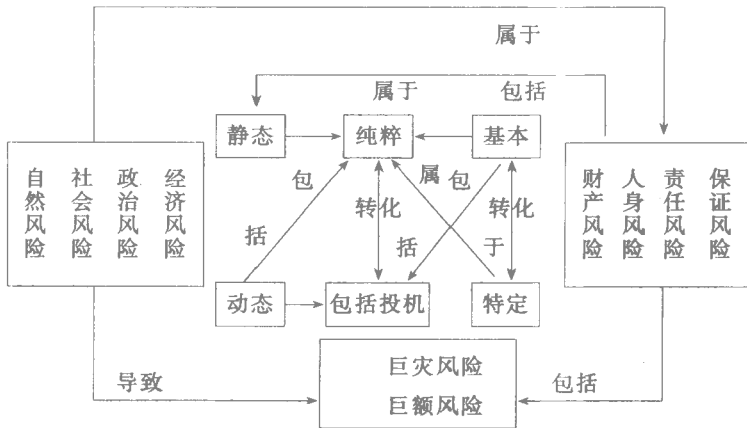 属于
属于
包括
静态
纯粹
基本
自然风险
社会风险
政治风险
经济风险
包
属
包
财产风险
人身风险
责任风险
保证风险
转化
转化
括
括
于
动态
包括投机
特定
巨灾风险
导致
包括
巨额风险